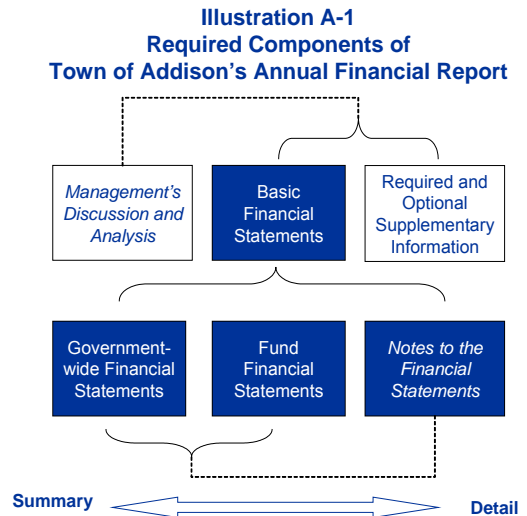 Illustration A-1
Required Components of
Town of Addison's Annual Financial Report
Management's
Discussion and
Analysis
Basic
Financial
Statements
Required and
Optional
Supplementary
Information
Government-
wide Financial
Statements
Fund
Financial
Statements
Notes to the
Financial
Statements
Summary
Detail